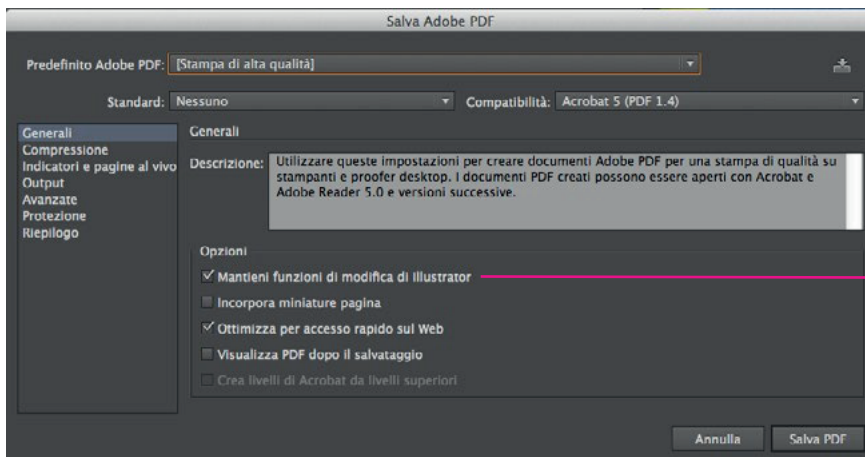 Salva Adobe PDF
Predefinito Adobe PDF: [Stampa di alta qualità]
Standard: Nessuno Compatibilità: Acrobat 5 (PDF 1.4)
Generali
Compressione
Indicatori e pagine al vivo
Output
Avanzate
Protezione
Riepilogo
Generali
Descrizione: Utilizzare queste impostazioni per creare documenti Adobe PDF per una stampa di qualità su
stampanti e proofer desktop. I documenti PDF creati possono essere aperti con Acrobat e
Adobe Reader 5.0 e versioni successive.
Opzioni
Mantieni funzioni di modifica di Illustrator
Incorpora miniature pagina
Ottimizza per accesso rapido sul Web
Visualizza PDF dopo il salvataggio
Crea livelli di Acrobat da livelli superiori
Annulla Salva PDF